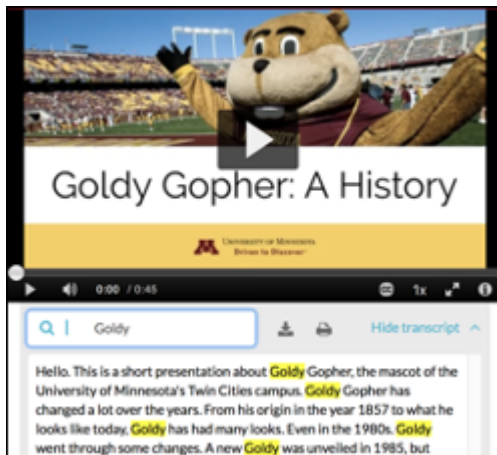 Goldy Gopher: A History
University of Minnesota
Driven to Discover
0:00 / 0:45
1x
Goldy
Hide transcript
Hello. This is a short presentation about Goldy Gopher, the mascot of the
University of Minnesota's Twin Cities campus. Goldy Gopher has
changed a lot over the years. From his origin in the year 1857 to what he
looks like today, Goldy has had many looks. Even in the 1980s. Goldy
went through some changes. A new Goldy was unveiled in 1985, but